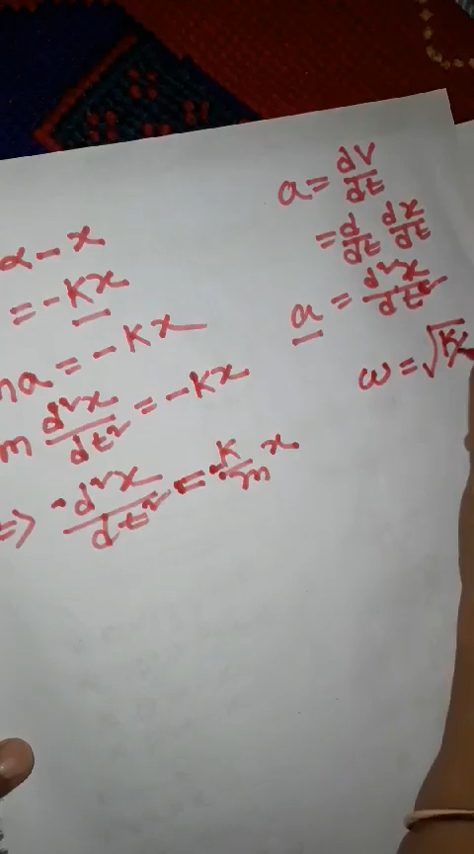 α - x
= - kx
ma = - kx
m d²x/dt² = - kx
=> d²x/dt² = - k/m x
a = dv/dt
= d/dt dx/dt
a = d²x/dt²
ω = √k/